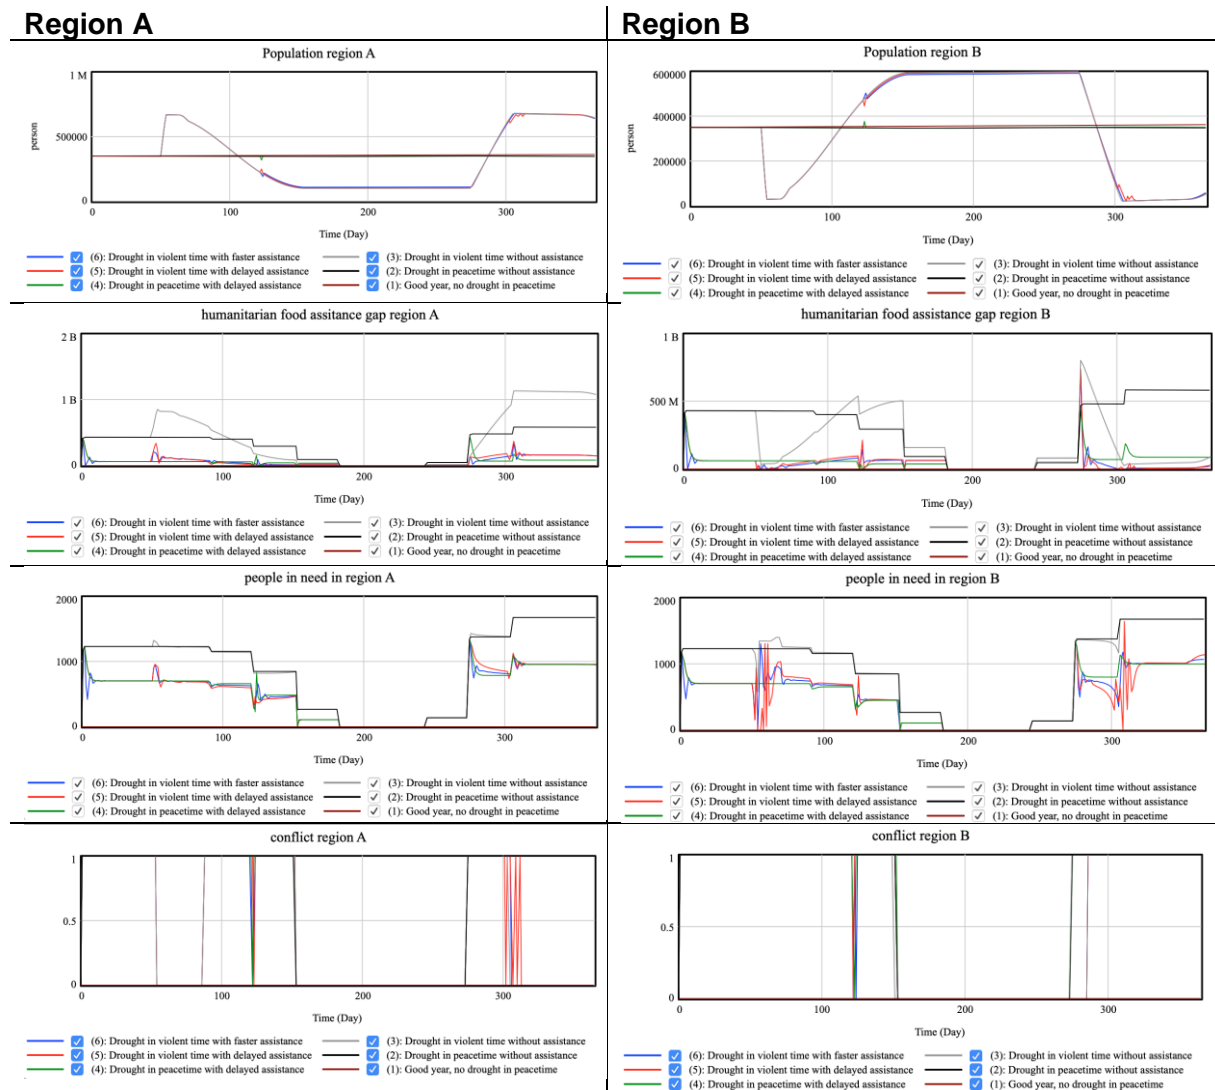 Region A
Region B
Population region A
1 M
500000
0
person
0 100 200 300
Time (Day)
(6): Drought in violent time with faster assistance
(3): Drought in violent time without assistance
(5): Drought in violent time with delayed assistance
(2): Drought in peacetime without assistance
(4): Drought in peacetime with delayed assistance
(1): Good year, no drought in peacetime
Population region B
600000
400000
200000
0
person
0 100 200 300
Time (Day)
(6): Drought in violent time with faster assistance
(3): Drought in violent time without assistance
(5): Drought in violent time with delayed assistance
(2): Drought in peacetime without assistance
(4): Drought in peacetime with delayed assistance
(1): Good year, no drought in peacetime
humanitarian food assitance gap region A
2 B
1 B
0
0 100 200 300
Time (Day)
(6): Drought in violent time with faster assistance
(3): Drought in violent time without assistance
(5): Drought in violent time with delayed assistance
(2): Drought in peacetime without assistance
(4): Drought in peacetime with delayed assistance
(1): Good year, no drought in peacetime
humanitarian food assistance gap region B
1 B
500 M
0
0 100 200 300
Time (Day)
(6): Drought in violent time with faster assistance
(3): Drought in violent time without assistance
(5): Drought in violent time with delayed assistance
(2): Drought in peacetime without assistance
(4): Drought in peacetime with delayed assistance
(1): Good year, no drought in peacetime
people in need in region A
2000
1000
0
0 100 200 300
Time (Day)
(6): Drought in violent time with faster assistance
(3): Drought in violent time without assistance
(5): Drought in violent time with delayed assistance
(2): Drought in peacetime without assistance
(4): Drought in peacetime with delayed assistance
(1): Good year, no drought in peacetime
people in need in region B
2000
1000
0
0 100 200 300
Time (Day)
(6): Drought in violent time with faster assistance
(3): Drought in violent time without assistance
(5): Drought in violent time with delayed assistance
(2): Drought in peacetime without assistance
(4): Drought in peacetime with delayed assistance
(1): Good year, no drought in peacetime
conflict region A
1
0.5
0
0 100 200 300
Time (Day)
(6): Drought in violent time with faster assistance
(3): Drought in violent time without assistance
(5): Drought in violent time with delayed assistance
(2): Drought in peacetime without assistance
(4): Drought in peacetime with delayed assistance
(1): Good year, no drought in peacetime
conflict region B
1
0.5
0
0 100 200 300
Time (Day)
(6): Drought in violent time with faster assistance
(3): Drought in violent time without assistance
(5): Drought in violent time with delayed assistance
(2): Drought in peacetime without assistance
(4): Drought in peacetime with delayed assistance
(1): Good year, no drought in peacetime